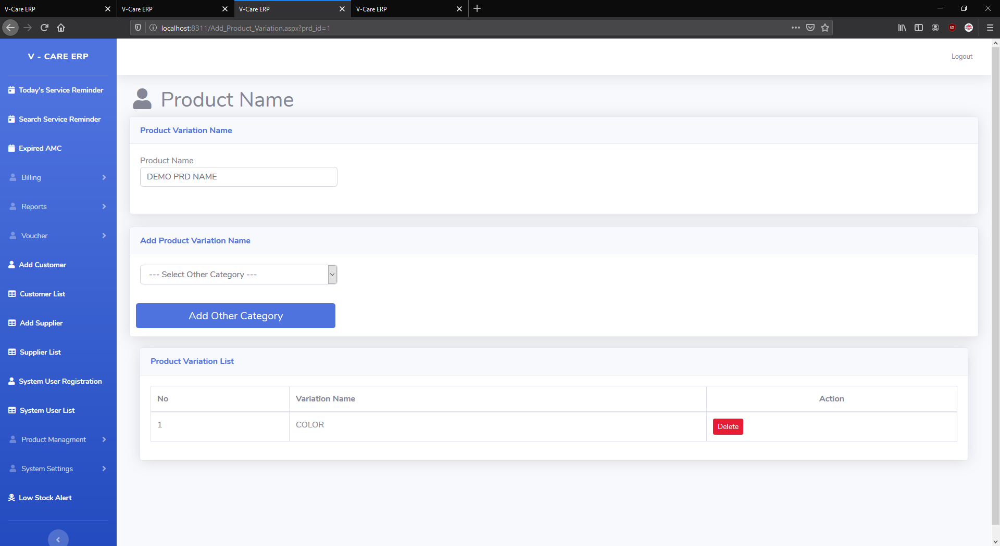 V-Care ERP
V-Care ERP
V-Care ERP
V-Care ERP
localhost:8311/Add_Product_Variation.aspx?prd_id=1
V - CARE ERP
Logout
Today's Service Reminder
Search Service Reminder
Expired AMC
Billing
Reports
Voucher
Add Customer
Customer List
Add Supplier
Supplier List
System User Registration
System User List
Product Managment
System Settings
Low Stock Alert
Product Name
Product Variation Name
Product Name
DEMO PRD NAME
Add Product Variation Name
--- Select Other Category ---
Add Other Category
Product Variation List
No Variation Name Action
1 COLOR Delete